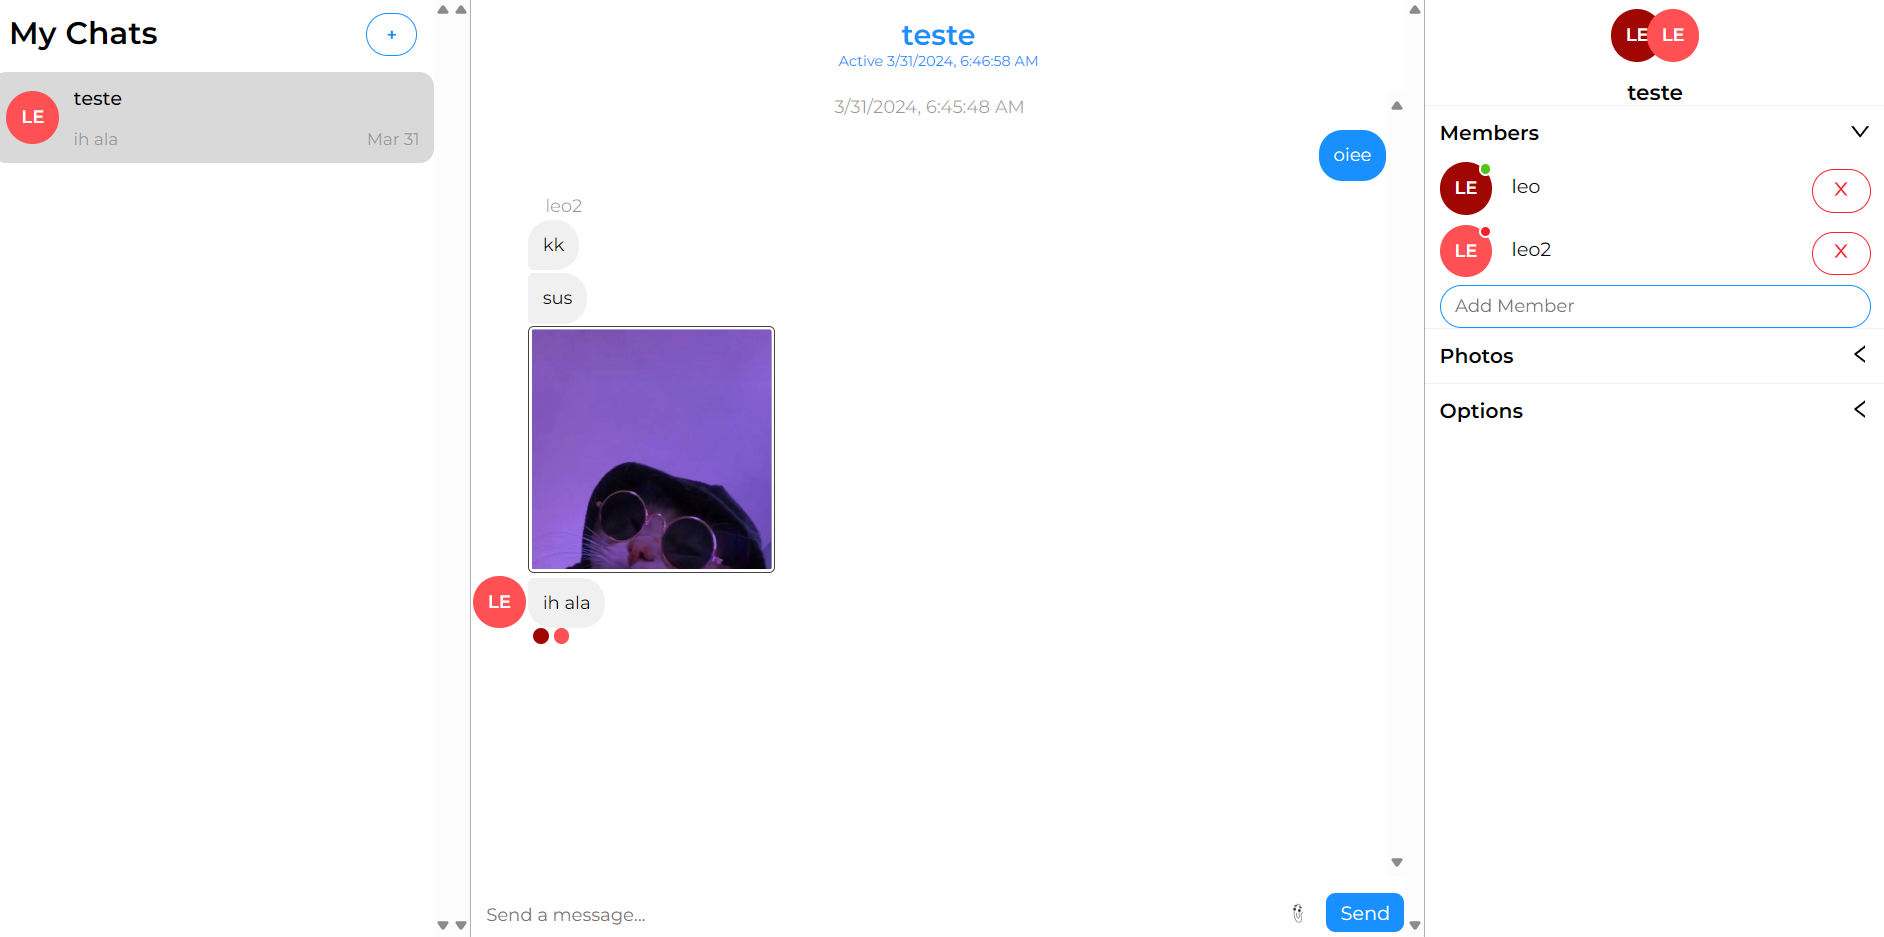 My Chats
+
LE
teste
ih ala
Mar 31
teste
Active 3/31/2024, 6:46:58 AM
3/31/2024, 6:45:48 AM
oiee
leo2
kk
sus
LE
ih ala
Send a message...
Send
LE
LE
teste
Members
LE
leo
X
LE
leo2
X
Add Member
Photos
Options